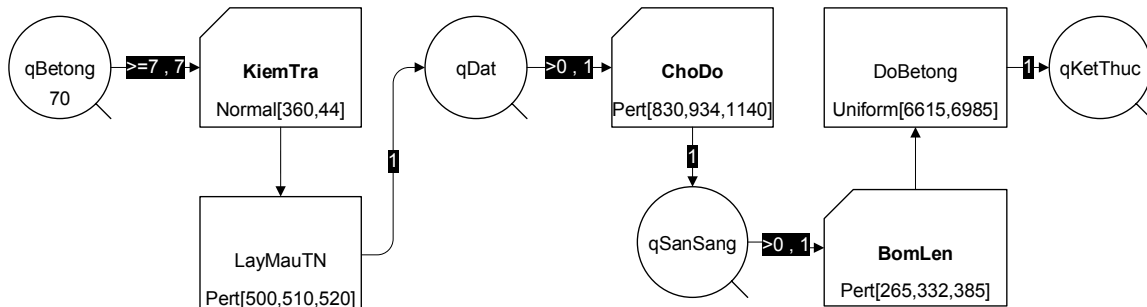 qBetong
70
>=7 , 7
KiemTra
Normal[360,44]
LayMauTN
Pert[500,510,520]
1
qDat
>0 , 1
ChoDo
Pert[830,934,1140]
1
qSanSang
>0 , 1
BomLen
Pert[265,332,385]
DoBetong
Uniform[6615,6985]
1
qKetThuc